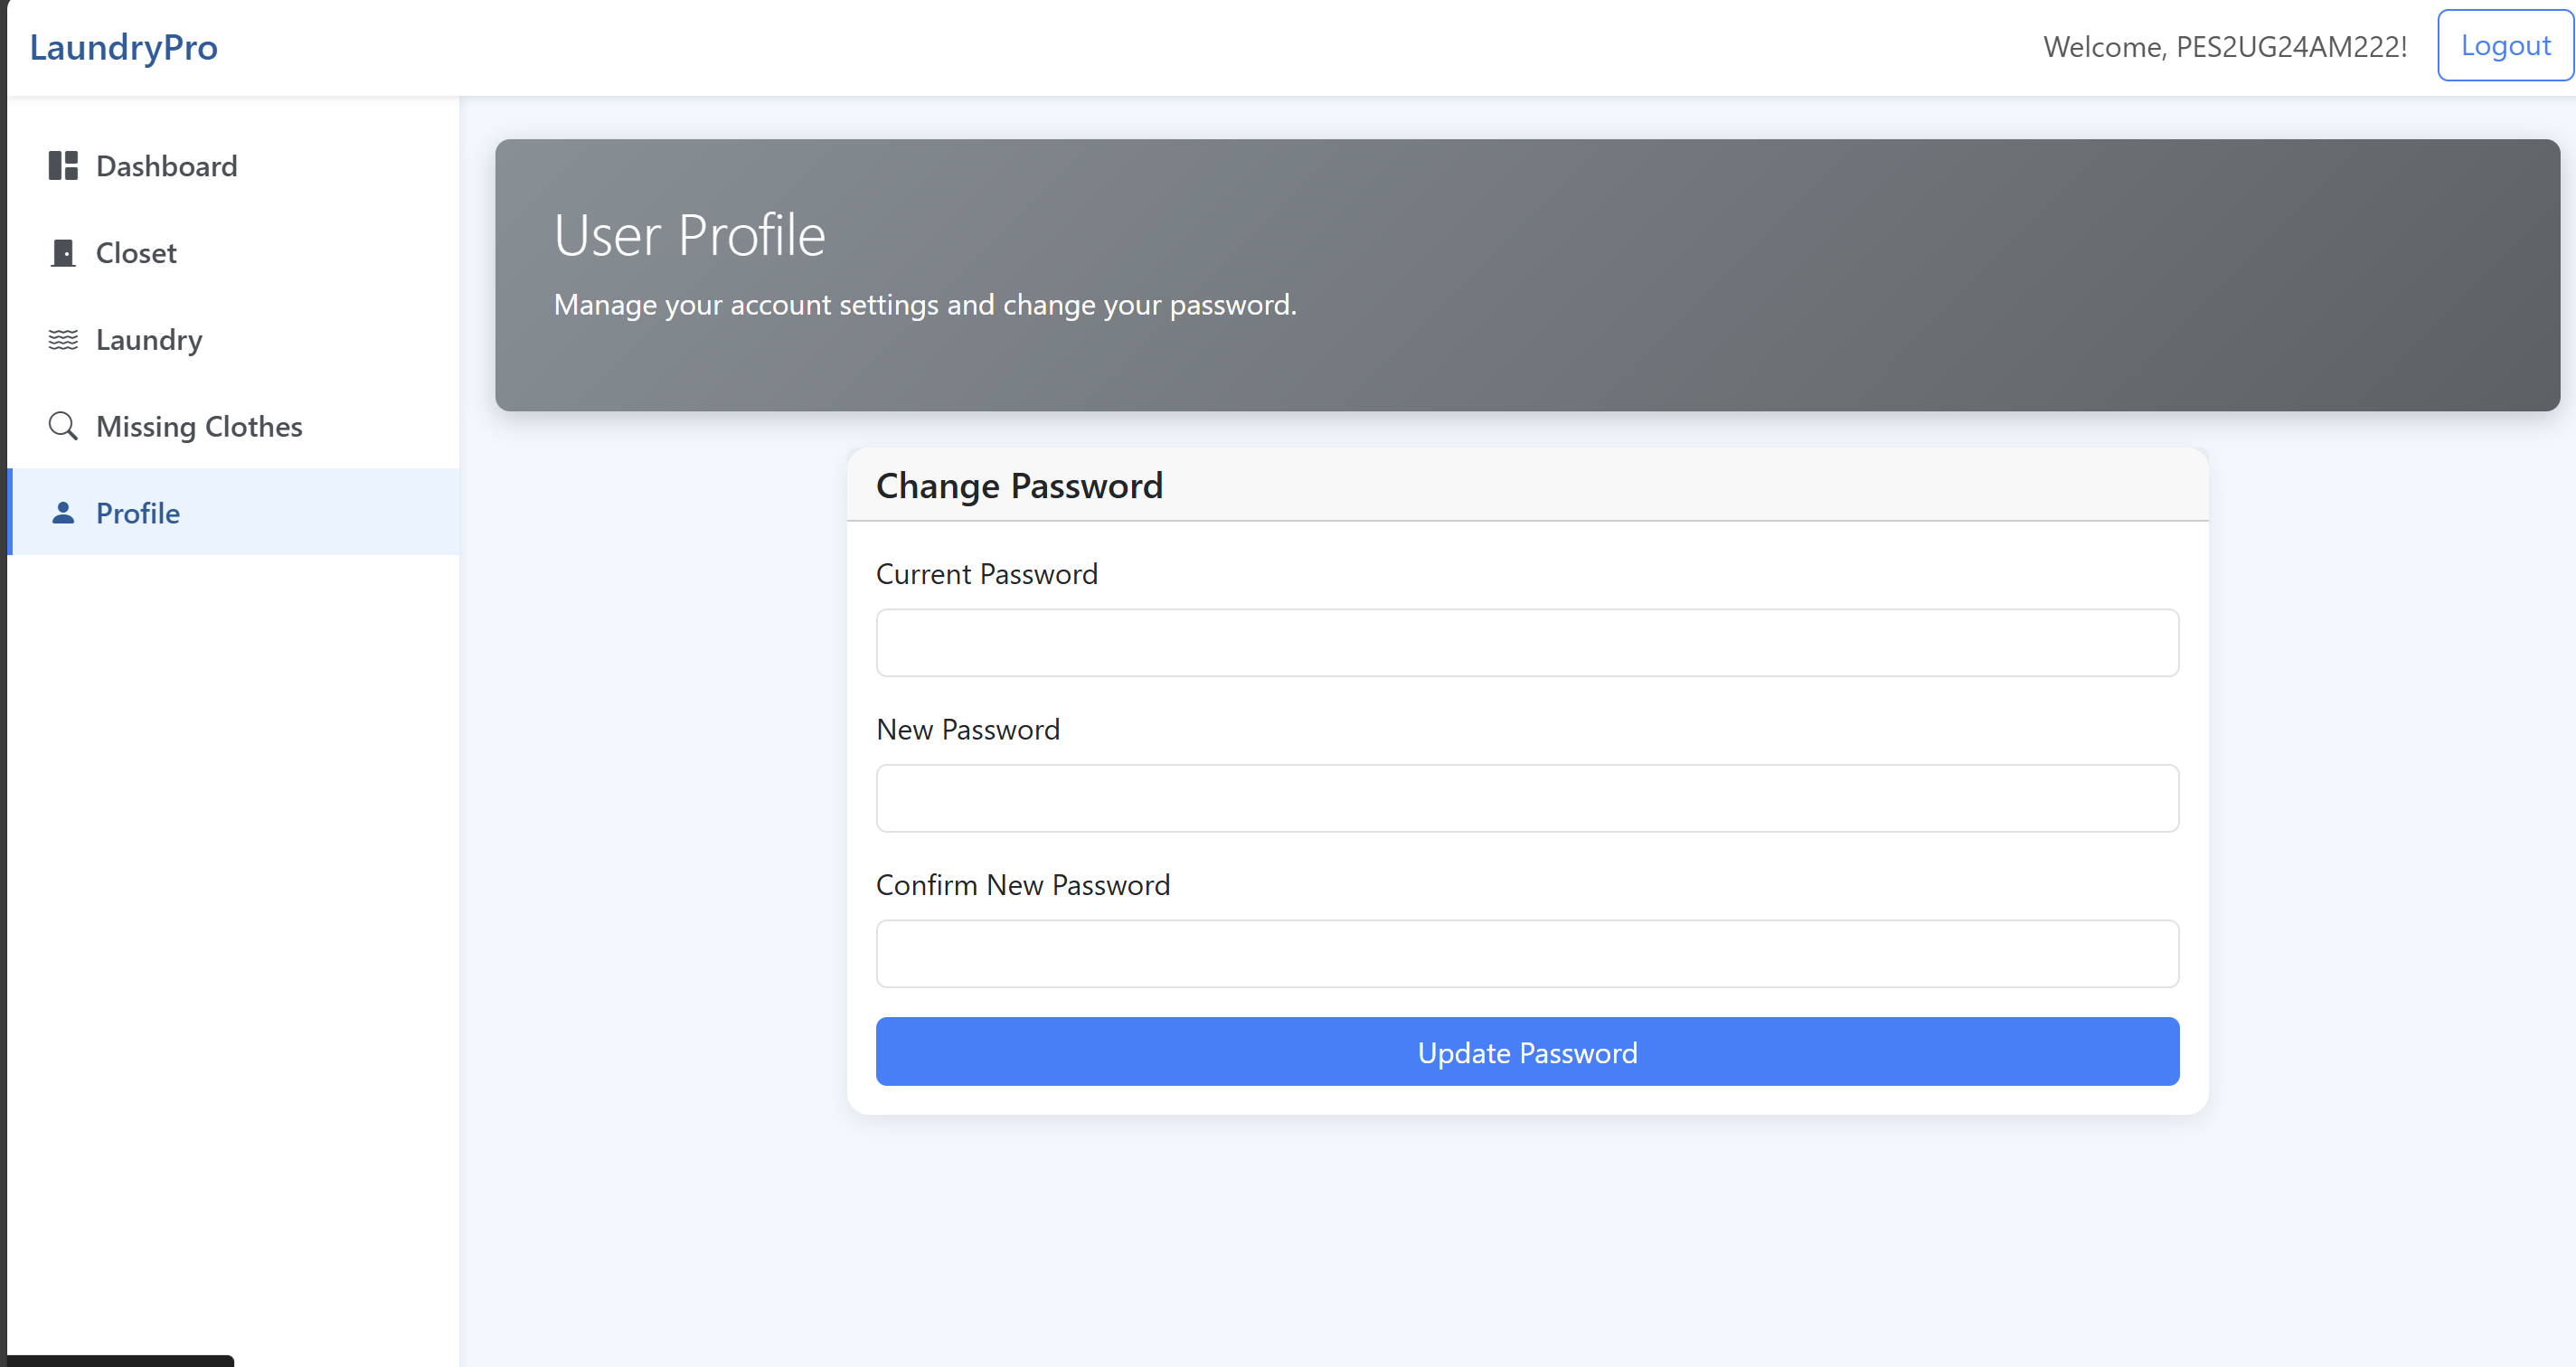 LaundryPro
Welcome, PES2UG24AM222!
Logout
Dashboard
Closet
Laundry
Missing Clothes
Profile
User Profile
Manage your account settings and change your password.
Change Password
Current Password
New Password
Confirm New Password
Update Password